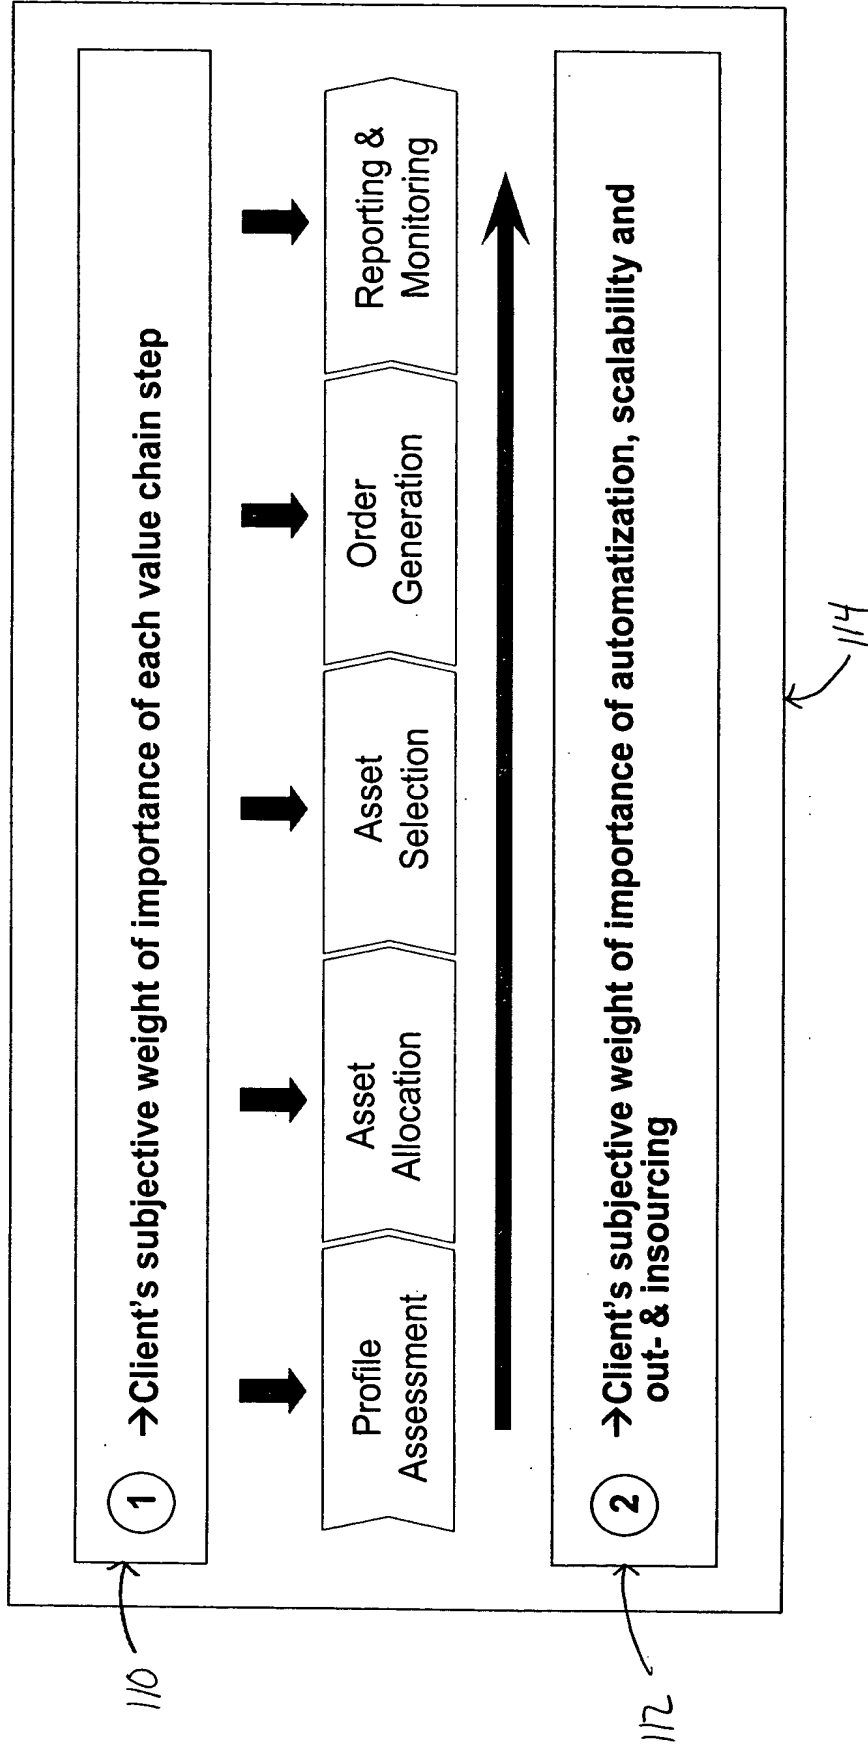 1
→Client's subjective weight of importance of each value chain step
Profile
Assessment
Asset
Allocation
Asset
Selection
Order
Generation
Reporting &
Monitoring
2
→Client's subjective weight of importance of automatization, scalability and
out- & insourcing
110
112
114